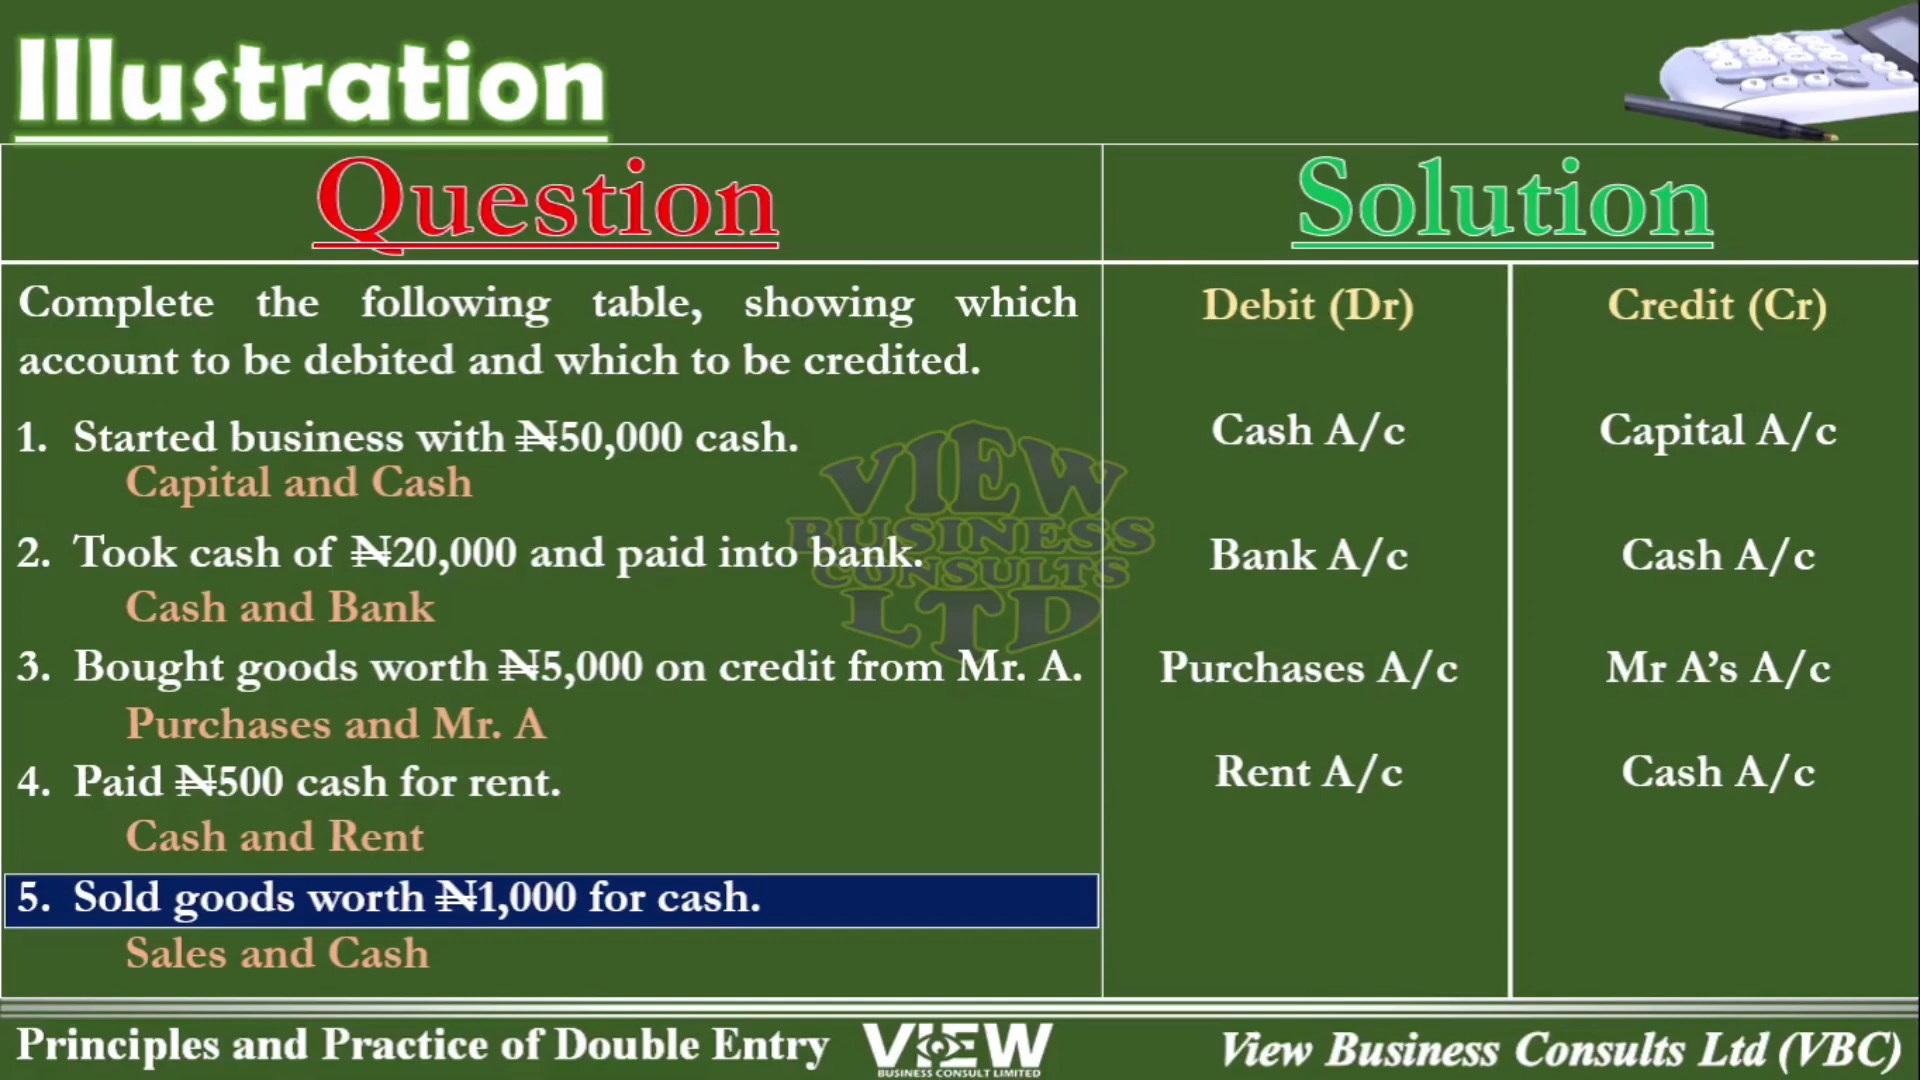 Illustration
Question
Solution
Complete the following table, showing which
account to be debited and which to be credited.
Debit (Dr)
Credit (Cr)
1. Started business with ₦50,000 cash.
Capital and Cash
Cash A/c
Capital A/c
2. Took cash of ₦20,000 and paid into bank.
Cash and Bank
Bank A/c
Cash A/c
3. Bought goods worth ₦5,000 on credit from Mr. A.
Purchases and Mr. A
Purchases A/c
Mr A’s A/c
4. Paid ₦500 cash for rent.
Cash and Rent
Rent A/c
Cash A/c
5. Sold goods worth ₦1,000 for cash.
Sales and Cash
VIEW
BUSINESS
CONSULTS
LTD
Principles and Practice of Double Entry
VIEW
BUSINESS CONSULT LIMITED
View Business Consults Ltd (VBC)